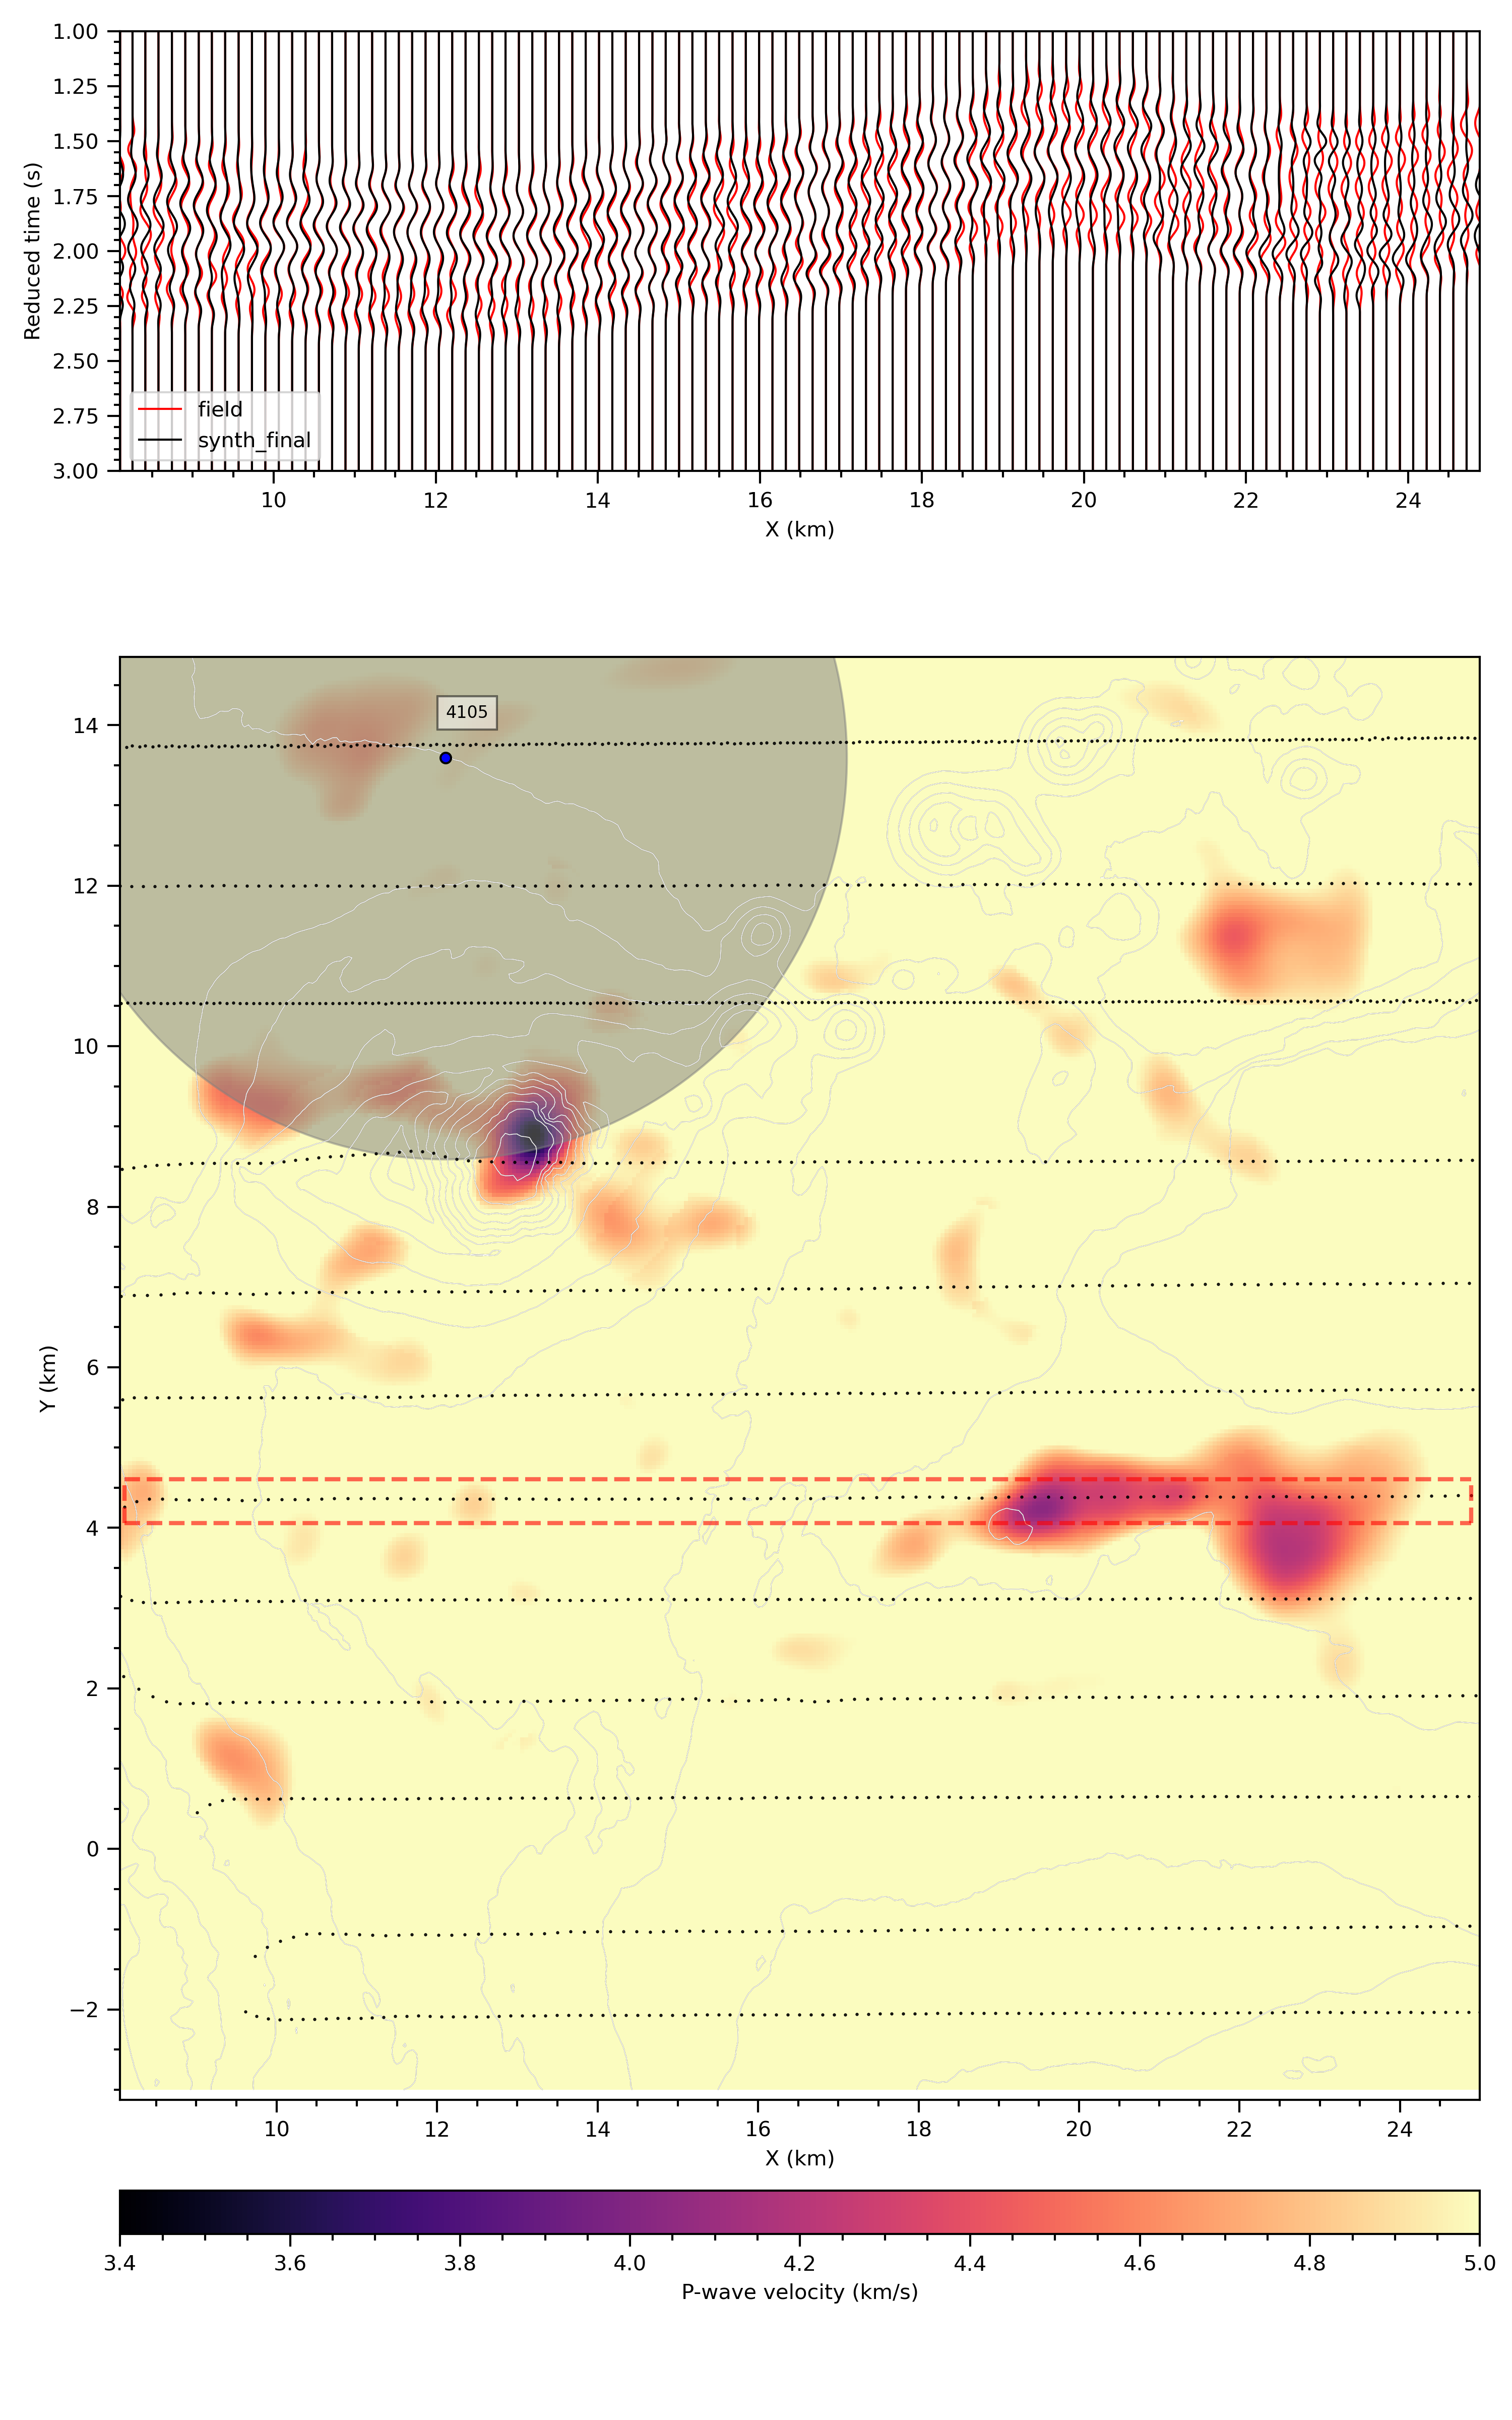 1.00
1.25
1.50
1.75
2.00
2.25
2.50
2.75
3.00
Reduced time (s)
field
synth_final
10 12 14 16 18 20 22 24
X (km)
4105
14
12
10
8
6
4
2
0
−2
Y (km)
10 12 14 16 18 20 22 24
X (km)
3.4 3.6 3.8 4.0 4.2 4.4 4.6 4.8 5.0
P-wave velocity (km/s)